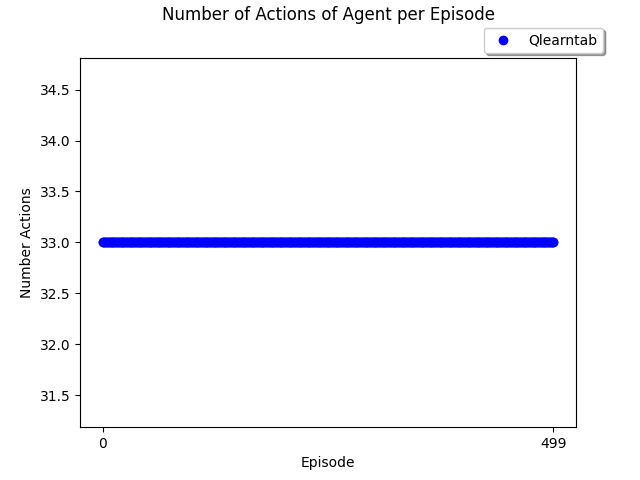 Number of Actions of Agent per Episode
Qlearntab
34.5
34.0
33.5
33.0
32.5
32.0
31.5
Number Actions
0
499
Episode